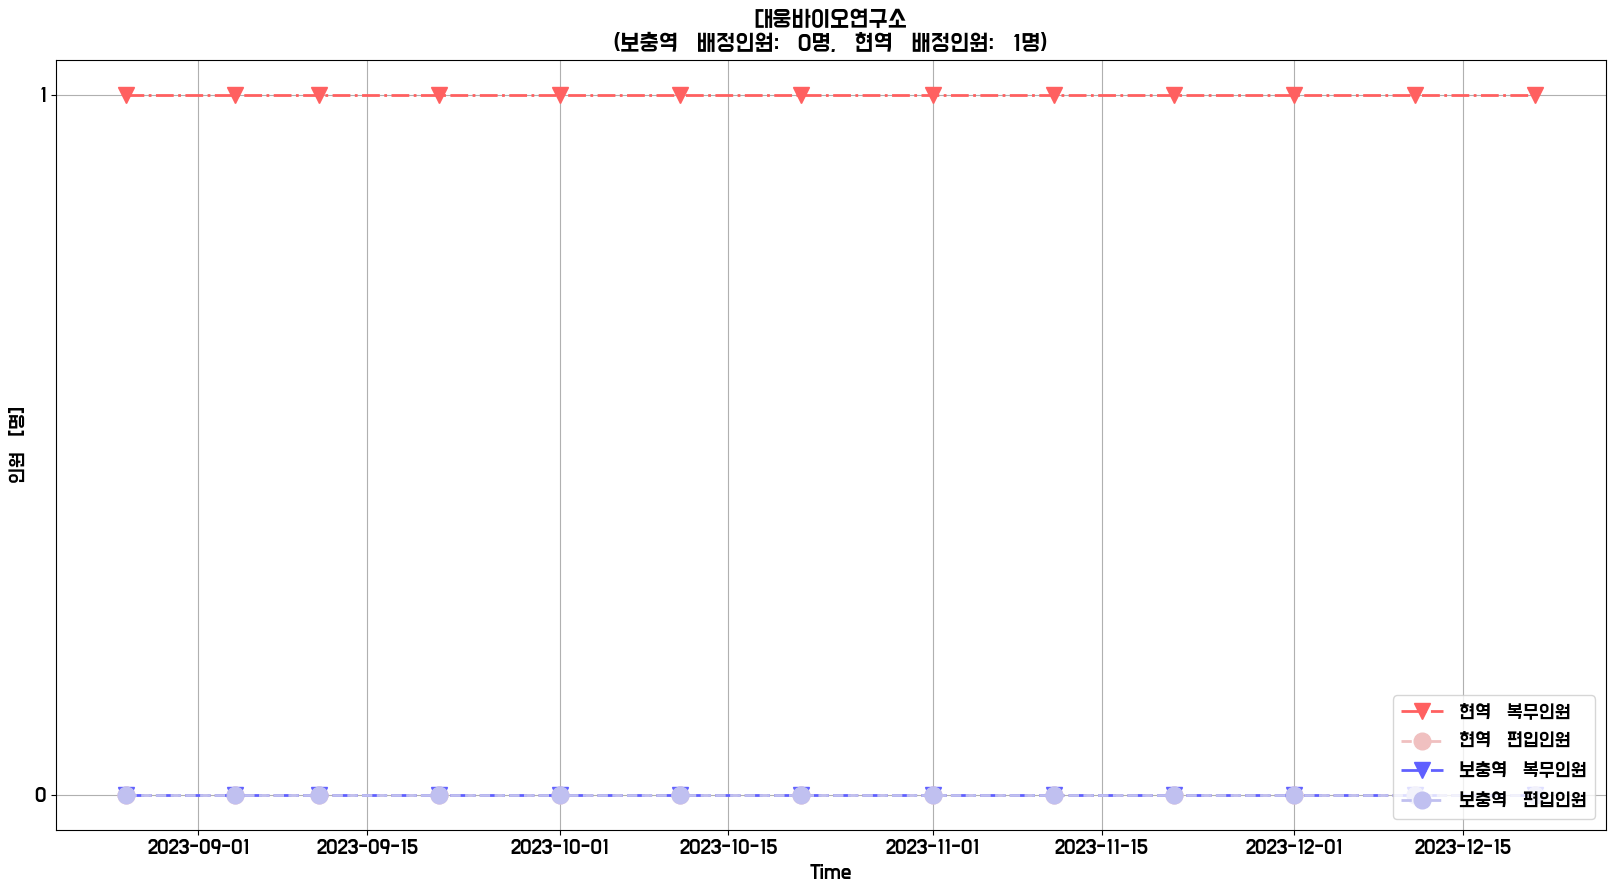 대웅바이오연구소
(보충역 배정인원: 0명, 현역 배정인원: 1명)
1
인원 [명]
0
현역 복무인원
현역 편입인원
보충역 복무인원
보충역 편입인원
2023-09-01 2023-09-15 2023-10-01 2023-10-15 2023-11-01 2023-11-15 2023-12-01 2023-12-15
Time